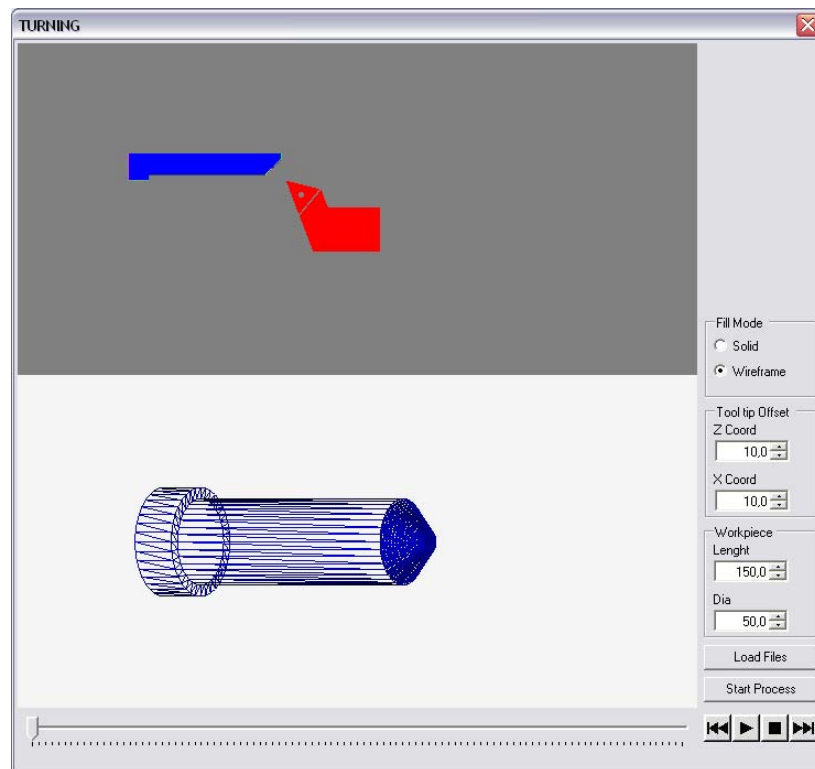 TURNING
Fill Mode
Solid
Wireframe
Tool tip Offset
Z Coord
10,0
X Coord
10,0
Workpiece
Lenght
150,0
Dia
50,0
Load Files
Start Process